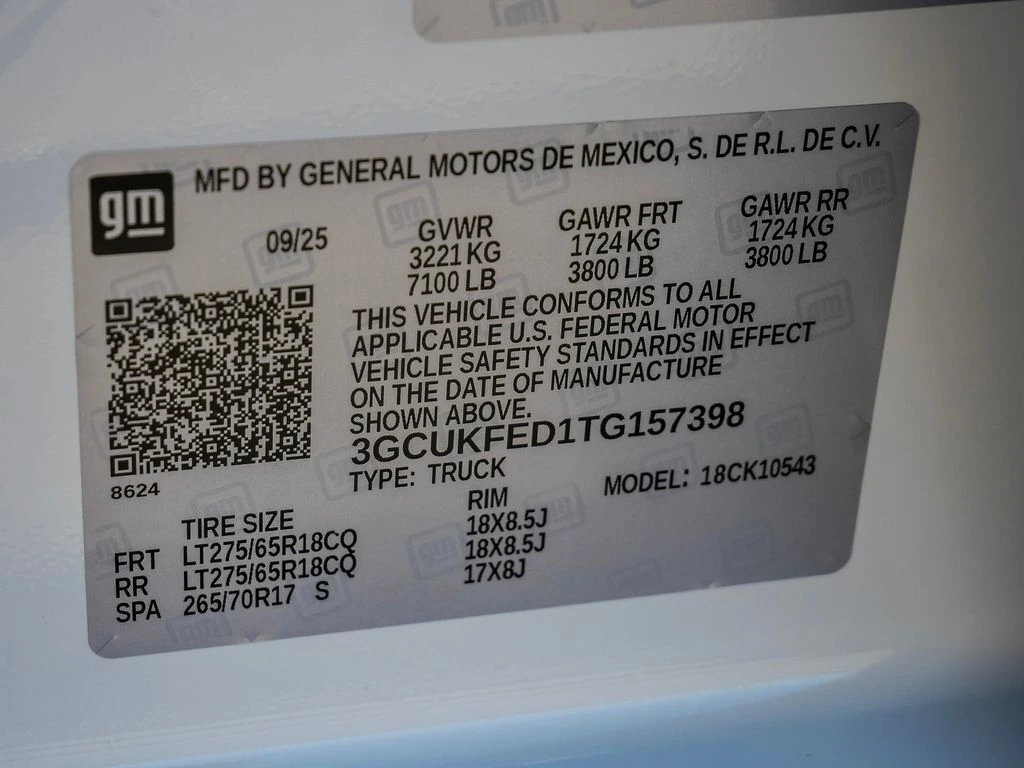 gm
MFD BY GENERAL MOTORS DE MEXICO, S. DE R.L. DE C.V.
09/25
GVWR GAWR FRT GAWR RR
3221 KG 1724 KG 1724 KG
7100 LB 3800 LB 3800 LB
THIS VEHICLE CONFORMS TO ALL
APPLICABLE U.S. FEDERAL MOTOR
VEHICLE SAFETY STANDARDS IN EFFECT
ON THE DATE OF MANUFACTURE
SHOWN ABOVE.
3GCUKFED1TG157398
TYPE: TRUCK MODEL: 18CK10543
8624
TIRE SIZE RIM
FRT LT275/65R18CQ 18X8.5J
RR LT275/65R18CQ 18X8.5J
SPA 265/70R17 S 17X8J